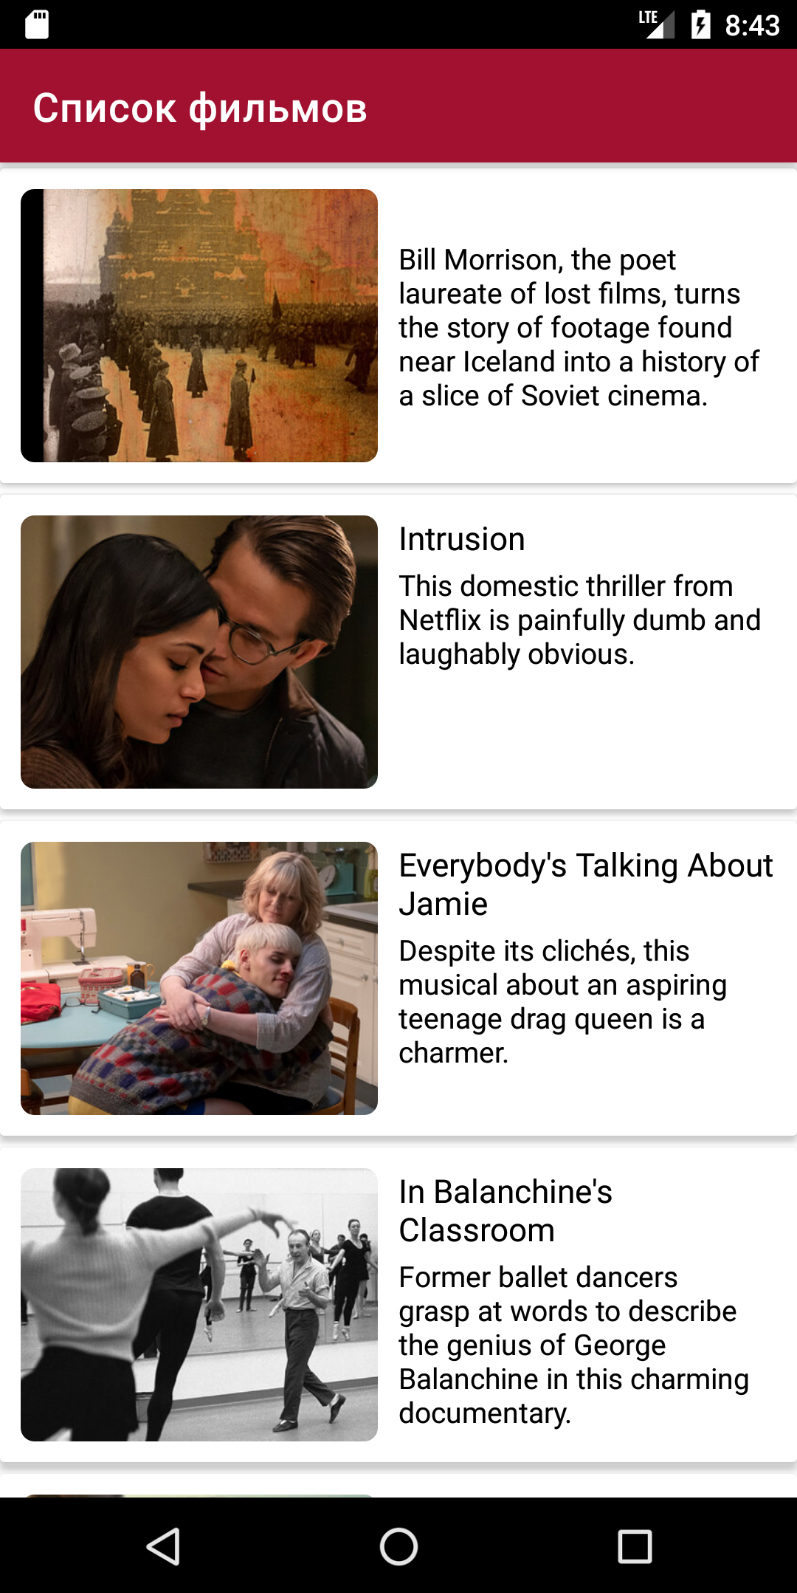 LTE 8:43
Список фильмов
Bill Morrison, the poet
laureate of lost films, turns
the story of footage found
near Iceland into a history of
a slice of Soviet cinema.
Intrusion
This domestic thriller from
Netflix is painfully dumb and
laughably obvious.
Everybody's Talking About
Jamie
Despite its clichés, this
musical about an aspiring
teenage drag queen is a
charmer.
In Balanchine's
Classroom
Former ballet dancers
grasp at words to describe
the genius of George
Balanchine in this charming
documentary.